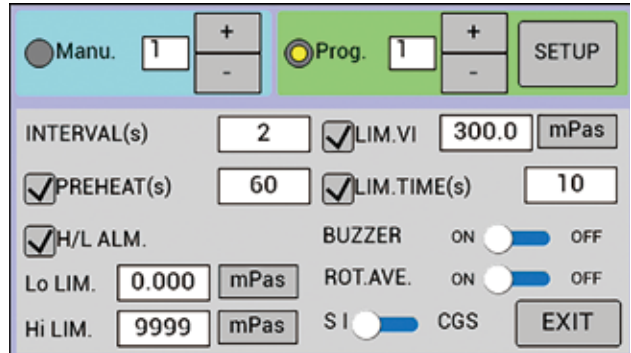 Manu. 1 + - Prog. 1 + - SETUP
INTERVAL(s) 2 LIM.VI 300.0 mPas
PREHEAT(s) 60 LIM.TIME(s) 10
H/L ALM. BUZZER ON OFF
Lo LIM. 0.000 mPas ROT.AVE. ON OFF
Hi LIM. 9999 mPas S I CGS EXIT